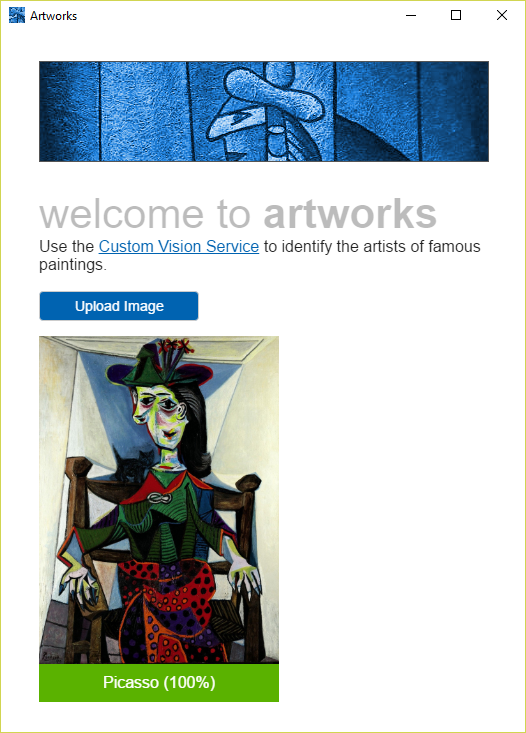 Artworks
welcome to artworks
Use the Custom Vision Service to identify the artists of famous
paintings.
Upload Image
Picasso (100%)